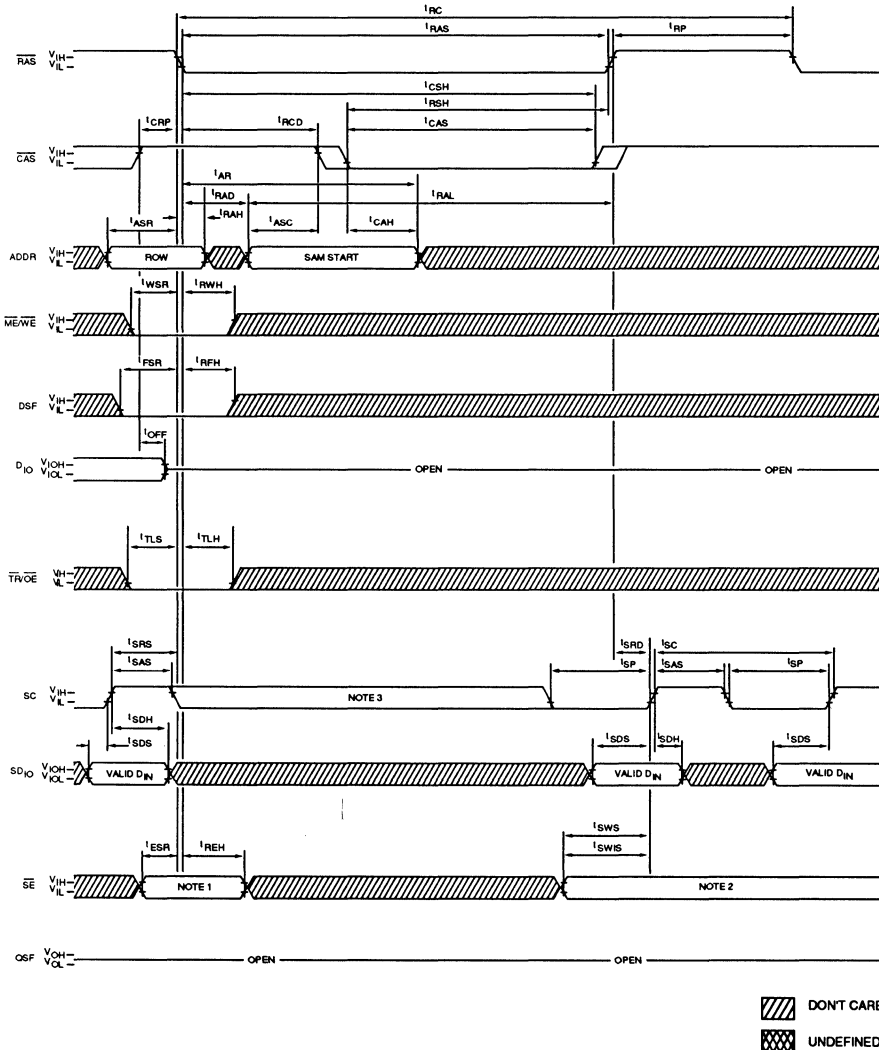 tRC
tRAS
tRP
RAS VIH VIL
tCSH
tRSH
tCRP tRCD tCAS
CAS VIH VIL
tAR
tRAD tRAL
tASR tRAH tASC tCAH
ADDR VIH VIL ROW SAM START
tWSR tRWH
ME/WE VIH VIL
tFSR tRFH
DSF VIH VIL
tOFF
DIO VIOH VIOL OPEN OPEN
tTLS tTLH
TR/OE VIH VIL
tSRS tSRD tSC
tSAS tSP tSAS tSP
SC VIH VIL NOTE 3
tSDH
tSDS tSDS tSDH tSDS
SDIO VIOH VIOL VALID DIN VALID DIN VALID DIN
tSWS
tESR tREH tSWIS
SE VIH VIL NOTE 1 NOTE 2
QSF VOH VOL OPEN OPEN
DON'T CARE
UNDEFINED